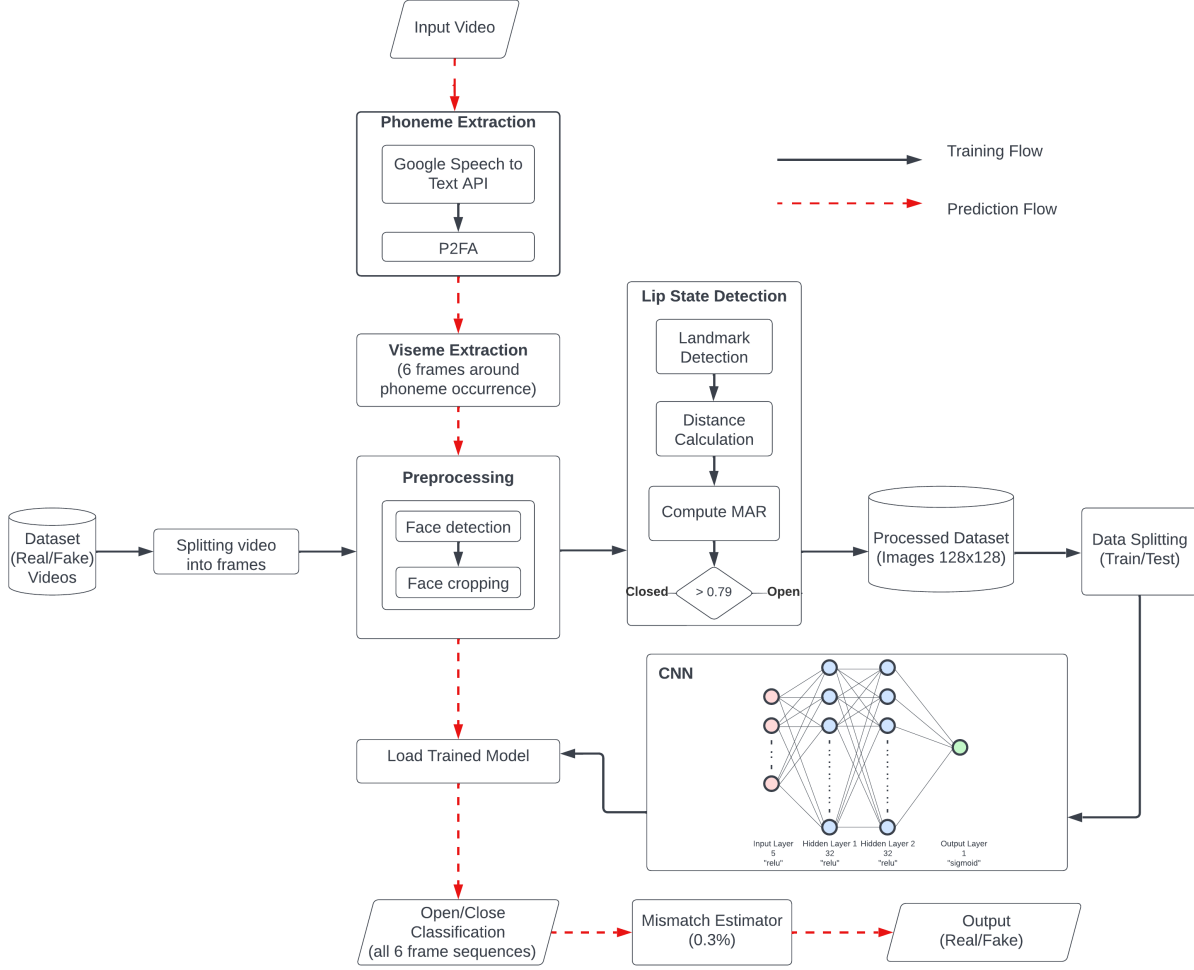 Input Video
Phoneme Extraction
Google Speech to
Text API
P2FA
Training Flow
Prediction Flow
Viseme Extraction
(6 frames around
phoneme occurrence)
Lip State Detection
Landmark
Detection
Distance
Calculation
Compute MAR
Closed
> 0.79
Open
Dataset
(Real/Fake)
Videos
Splitting video
into frames
Preprocessing
Face detection
Face cropping
Processed Dataset
(Images 128x128)
Data Splitting
(Train/Test)
CNN
Input Layer
5
"relu"
Hidden Layer 1
32
"relu"
Hidden Layer 2
32
"relu"
Output Layer
1
"sigmoid"
Load Trained Model
Open/Close
Classification
(all 6 frame sequences)
Mismatch Estimator
(0.3%)
Output
(Real/Fake)